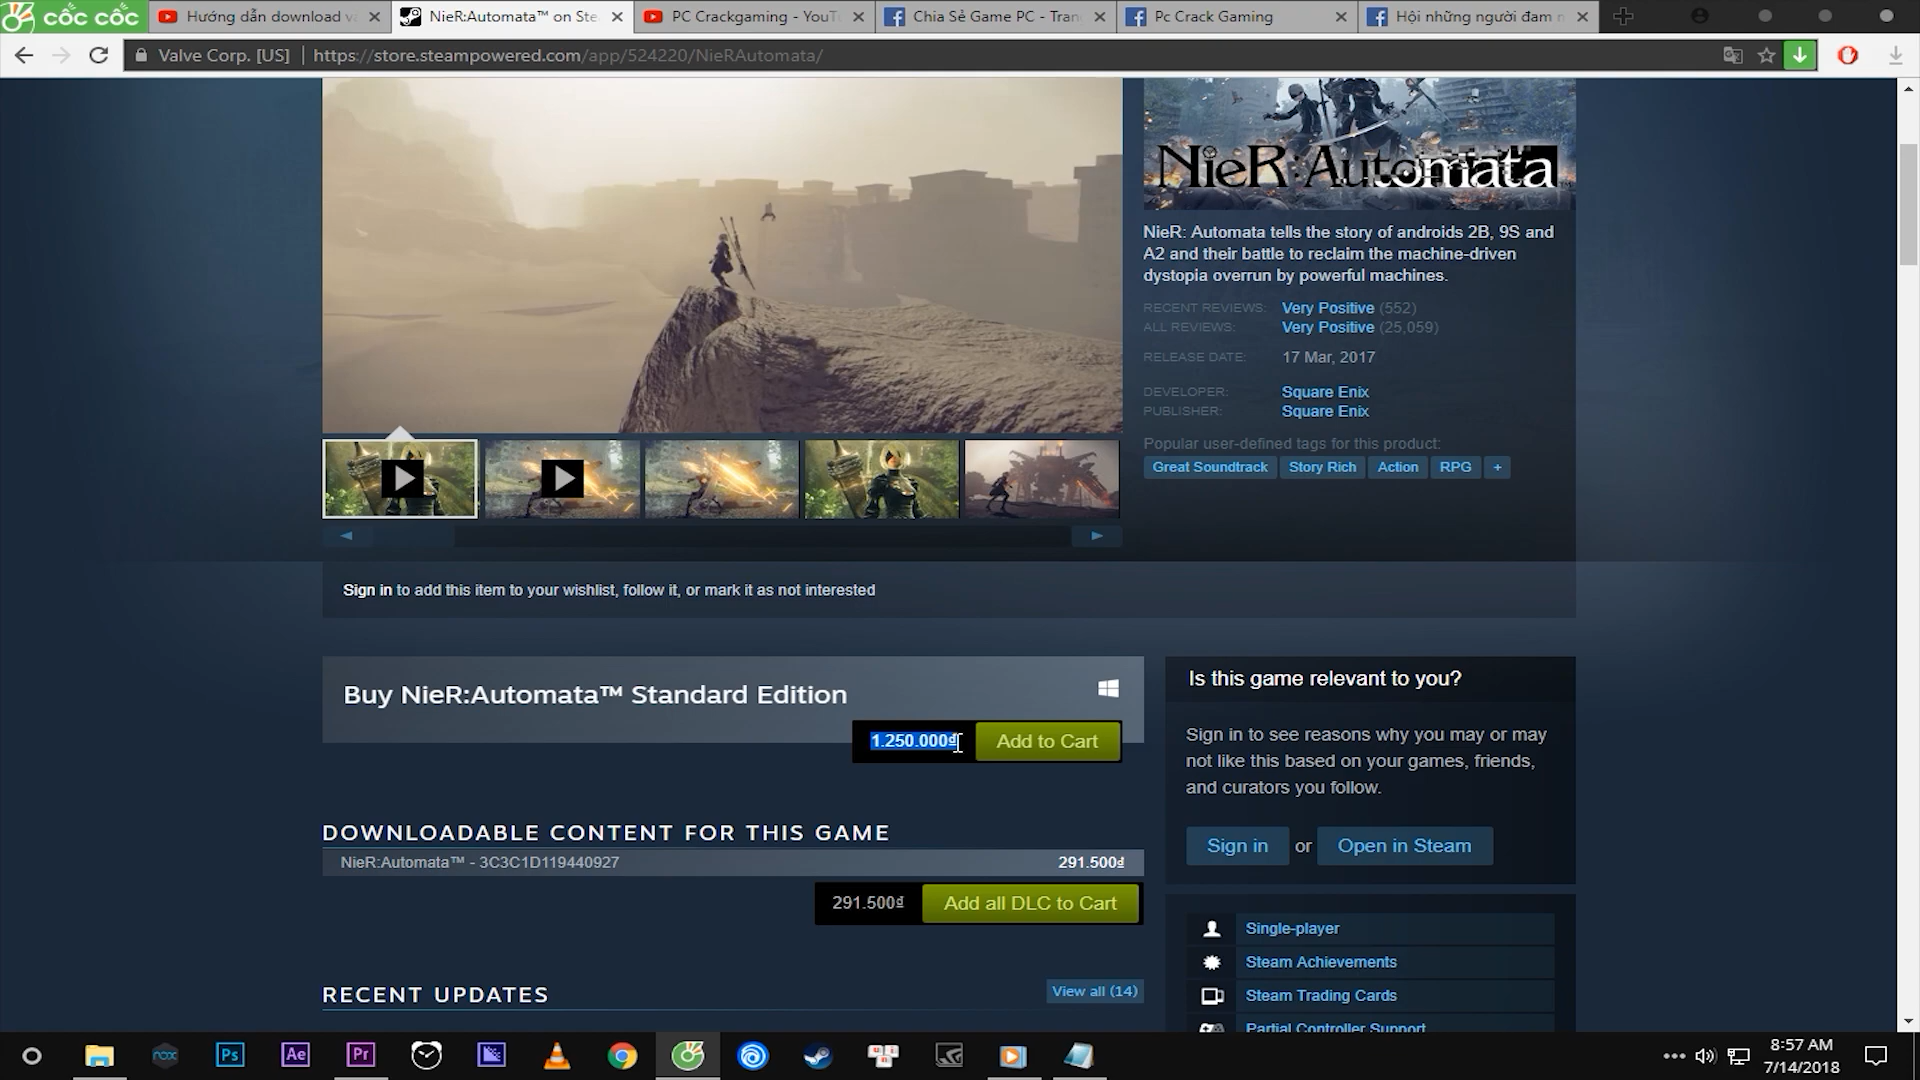 cốc cốc
Hướng dẫn download v
NieR:Automata™ on Ste
PC Crackgaming - YouT
Chia Sẻ Game PC - Tran
Pc Crack Gaming
Hội những người đam m
Valve Corp. [US]
https://store.steampowered.com/app/524220/NieRAutomata/
NieR:Automata
NieR: Automata tells the story of androids 2B, 9S and
A2 and their battle to reclaim the machine-driven
dystopia overrun by powerful machines.
RECENT REVIEWS: Very Positive (552)
ALL REVIEWS: Very Positive (25,059)
RELEASE DATE: 17 Mar, 2017
DEVELOPER: Square Enix
PUBLISHER: Square Enix
Popular user-defined tags for this product:
Great Soundtrack Story Rich Action RPG +
Sign in to add this item to your wishlist, follow it, or mark it as not interested
Buy NieR:Automata™ Standard Edition
1.250.000₫ Add to Cart
Is this game relevant to you?
Sign in to see reasons why you may or may
not like this based on your games, friends,
and curators you follow.
Sign in or Open in Steam
DOWNLOADABLE CONTENT FOR THIS GAME
NieR:Automata™ - 3C3C1D119440927 291.500₫
291.500₫ Add all DLC to Cart
Single-player
Steam Achievements
Steam Trading Cards
Partial Controller Support
RECENT UPDATES
View all (14)
nox
Ps
Ae
Pr
8:57 AM
7/14/2018